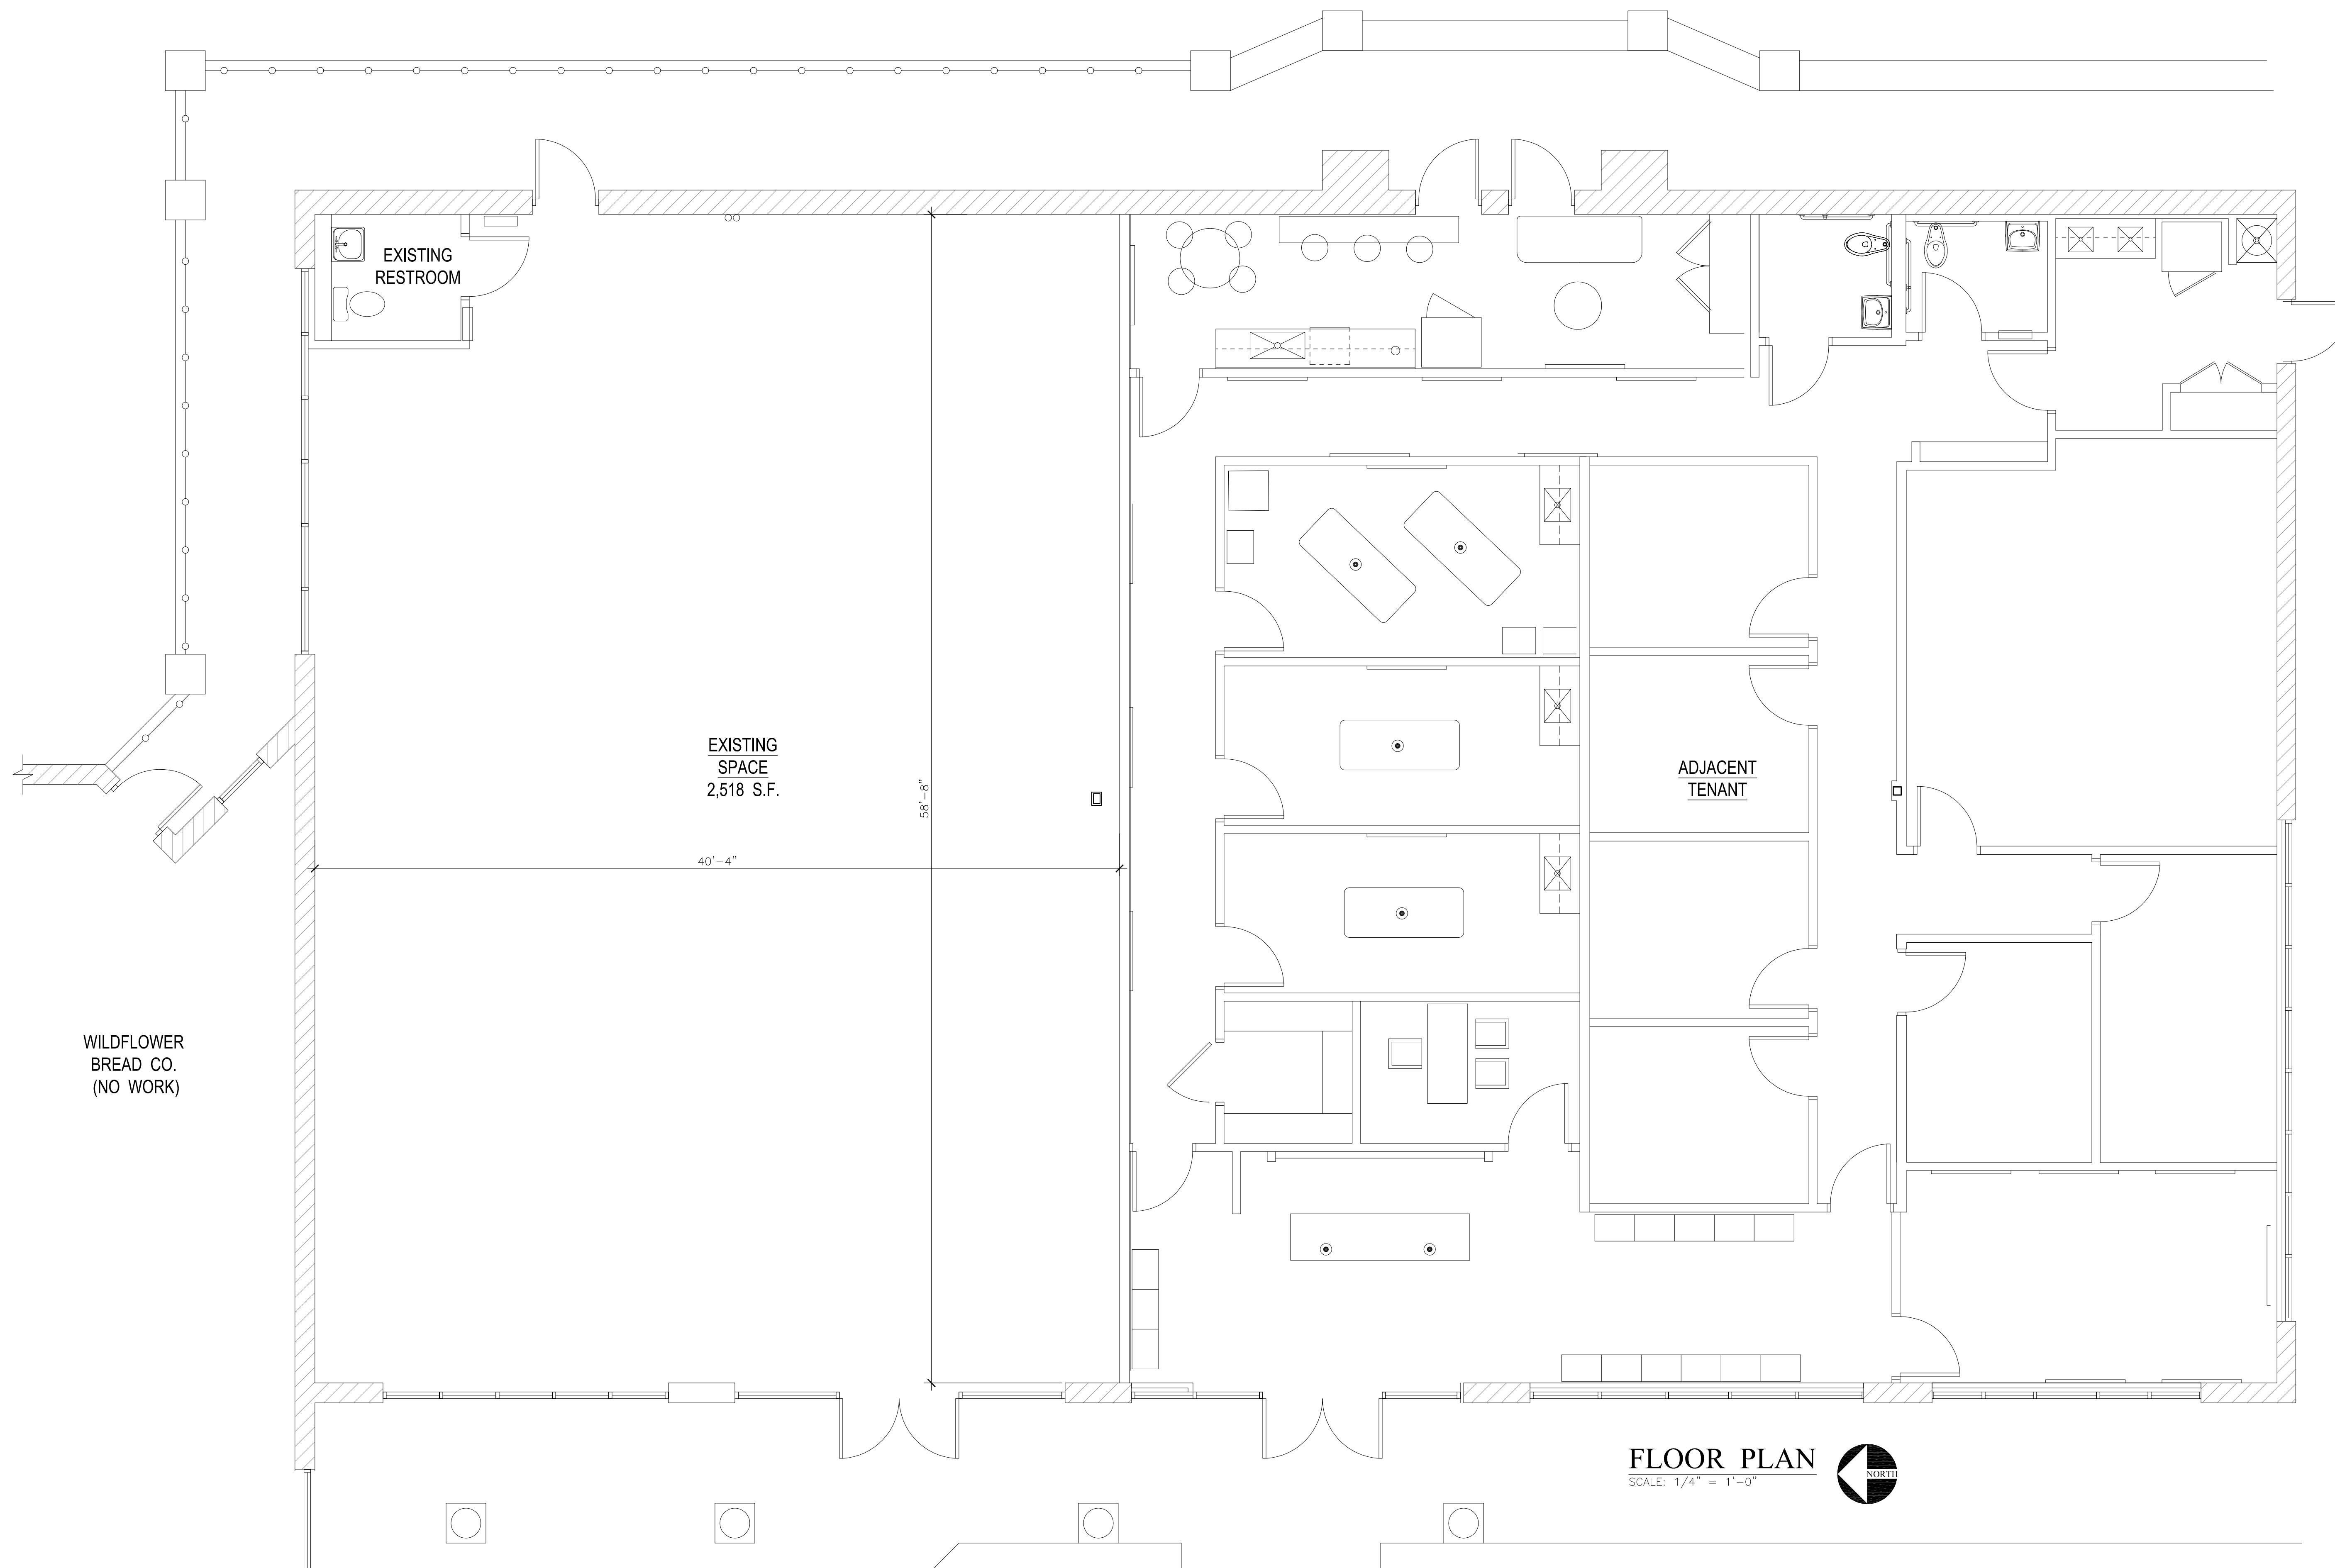 EXISTING
RESTROOM
EXISTING
SPACE
2,518 S.F.
58'-8"
40'-4"
ADJACENT
TENANT
WILDFLOWER
BREAD CO.
(NO WORK)
FLOOR PLAN
SCALE: 1/4" = 1'-0"
NORTH